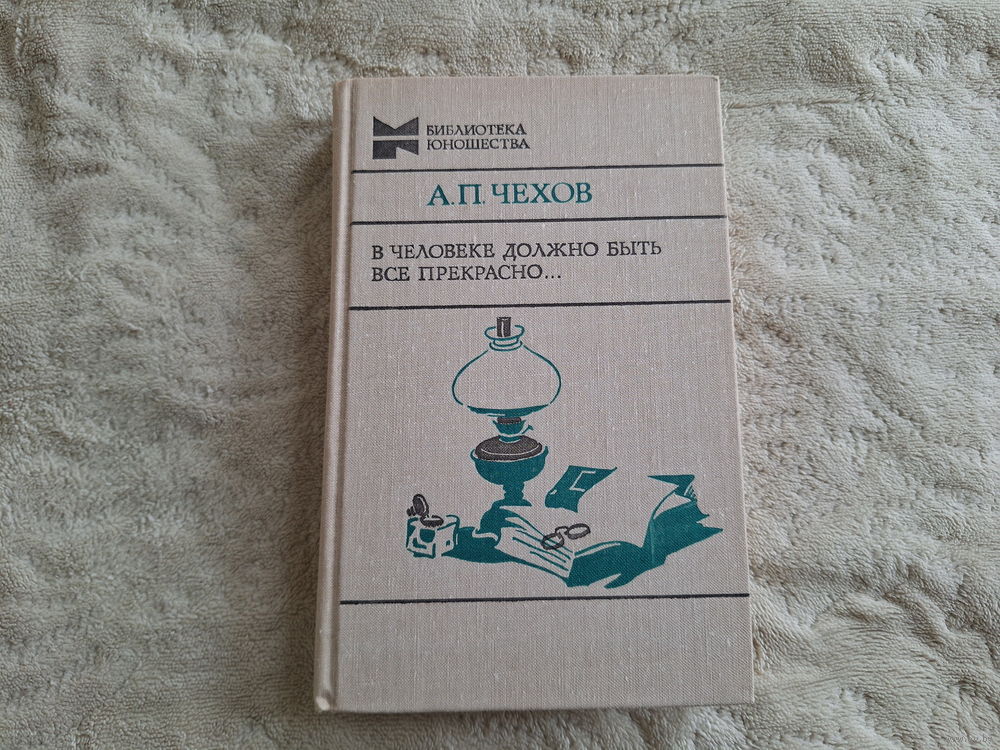 БИБЛИОТЕКА
ЮНОШЕСТВА
А.П. ЧЕХОВ
В ЧЕЛОВЕКЕ ДОЛЖНО БЫТЬ
ВСЕ ПРЕКРАСНО...